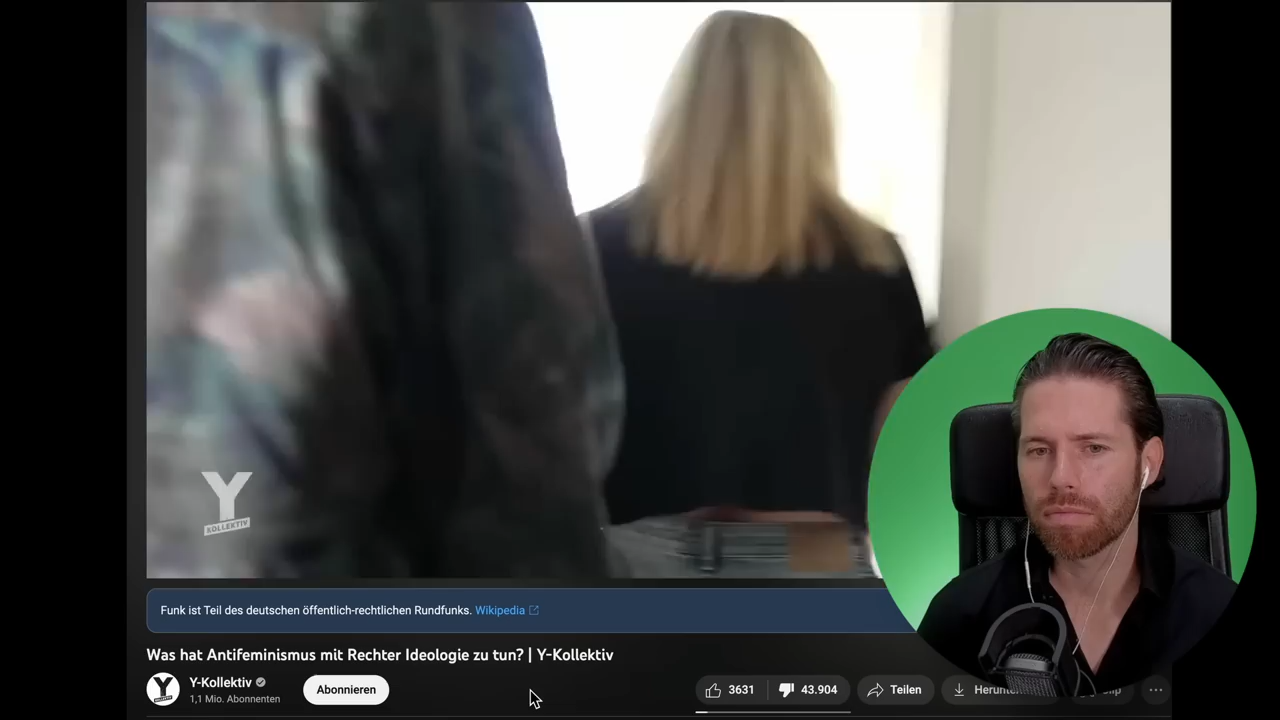 Y
KOLLEKTIV
Funk ist Teil des deutschen öffentlich-rechtlichen Rundfunks. Wikipedia
Was hat Antifeminismus mit Rechter Ideologie zu tun? | Y-Kollektiv
Y-Kollektiv
1,1 Mio. Abonnenten
Abonnieren
3631
43.904
Teilen